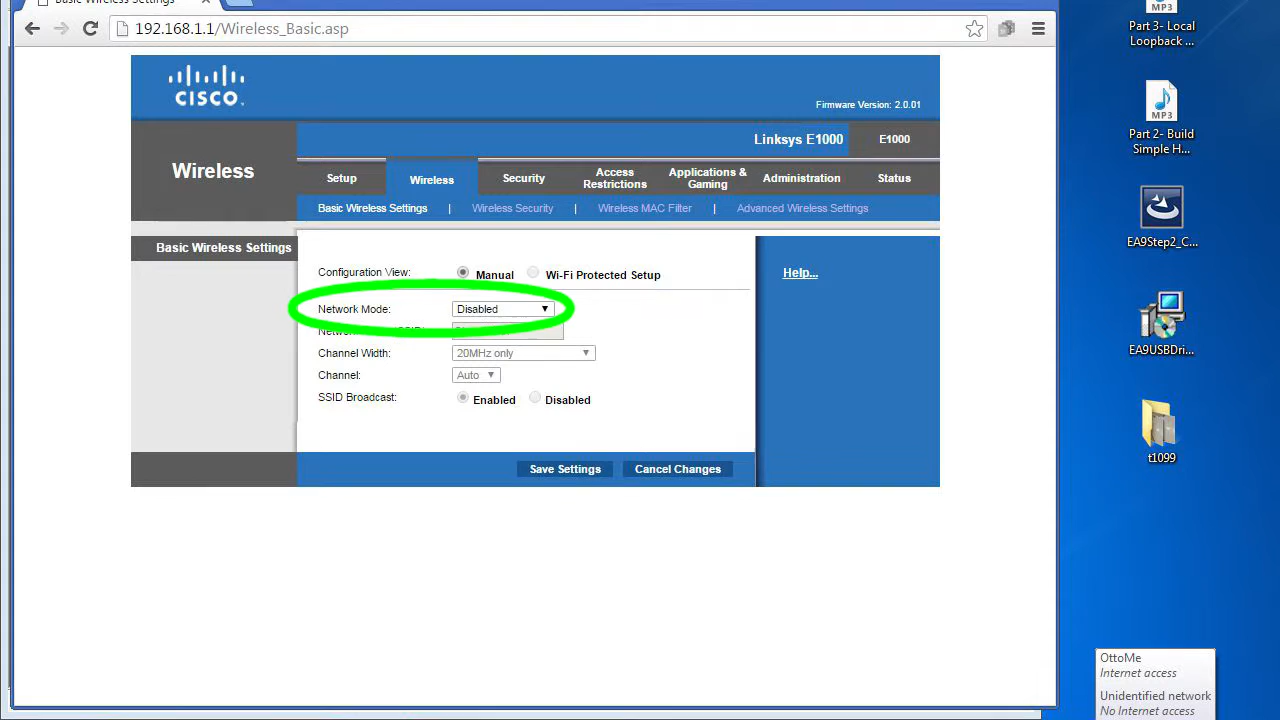 Basic Wireless Settings
192.168.1.1/Wireless_Basic.asp
CISCO
Firmware Version: 2.0.01
Linksys E1000
E1000
Wireless
Setup
Wireless
Security
Access
Restrictions
Applications &
Gaming
Administration
Status
Basic Wireless Settings | Wireless Security | Wireless MAC Filter | Advanced Wireless Settings
Basic Wireless Settings
Configuration View: Manual Wi-Fi Protected Setup
Help...
Network Mode: Disabled
Channel Width: 20MHz only
Channel: Auto
SSID Broadcast: Enabled Disabled
Save Settings Cancel Changes
MP3
Part 3- Local
Loopback ...
MP3
Part 2- Build
Simple H...
EA9Step2_C...
EA9USBDri...
t1099
OttoMe
Internet access
Unidentified network
No Internet access